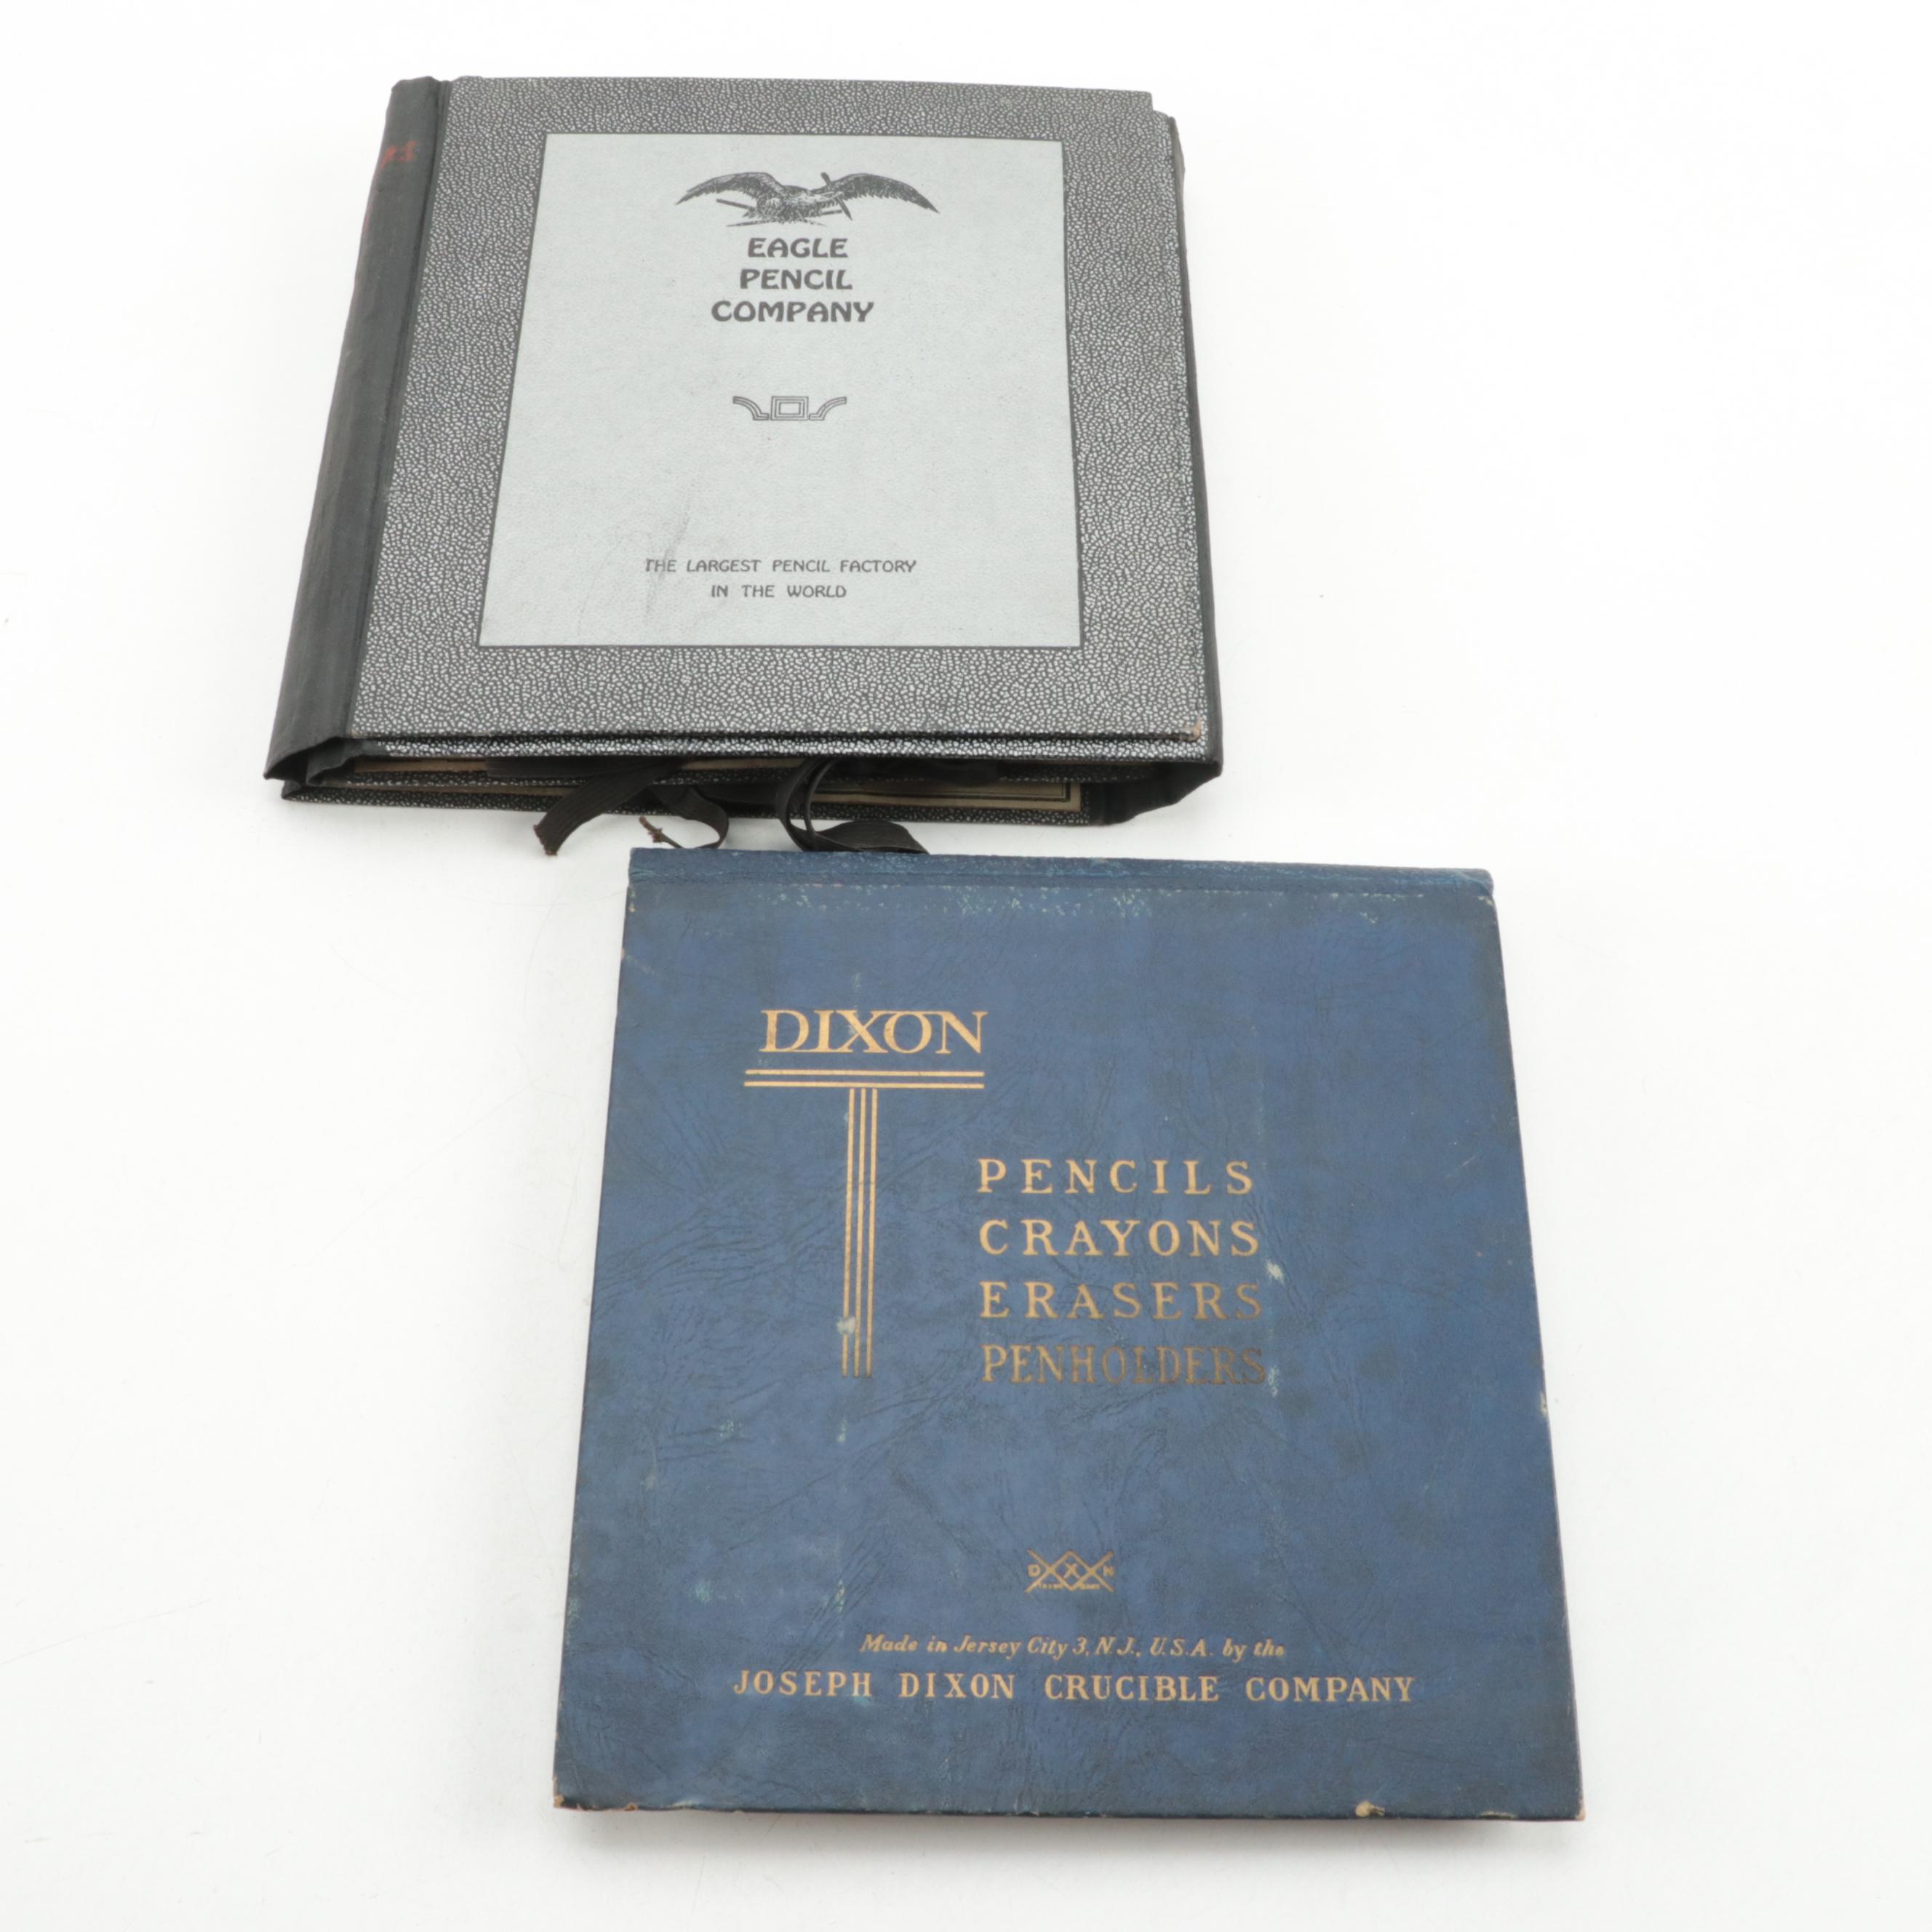 EAGLE
PENCIL
COMPANY
THE LARGEST PENCIL FACTORY
IN THE WORLD
DIXON
PENCILS
CRAYONS
ERASERS
PENHOLDERS
Made in Jersey City 3, N.J., U.S.A. by the
JOSEPH DIXON CRUCIBLE COMPANY